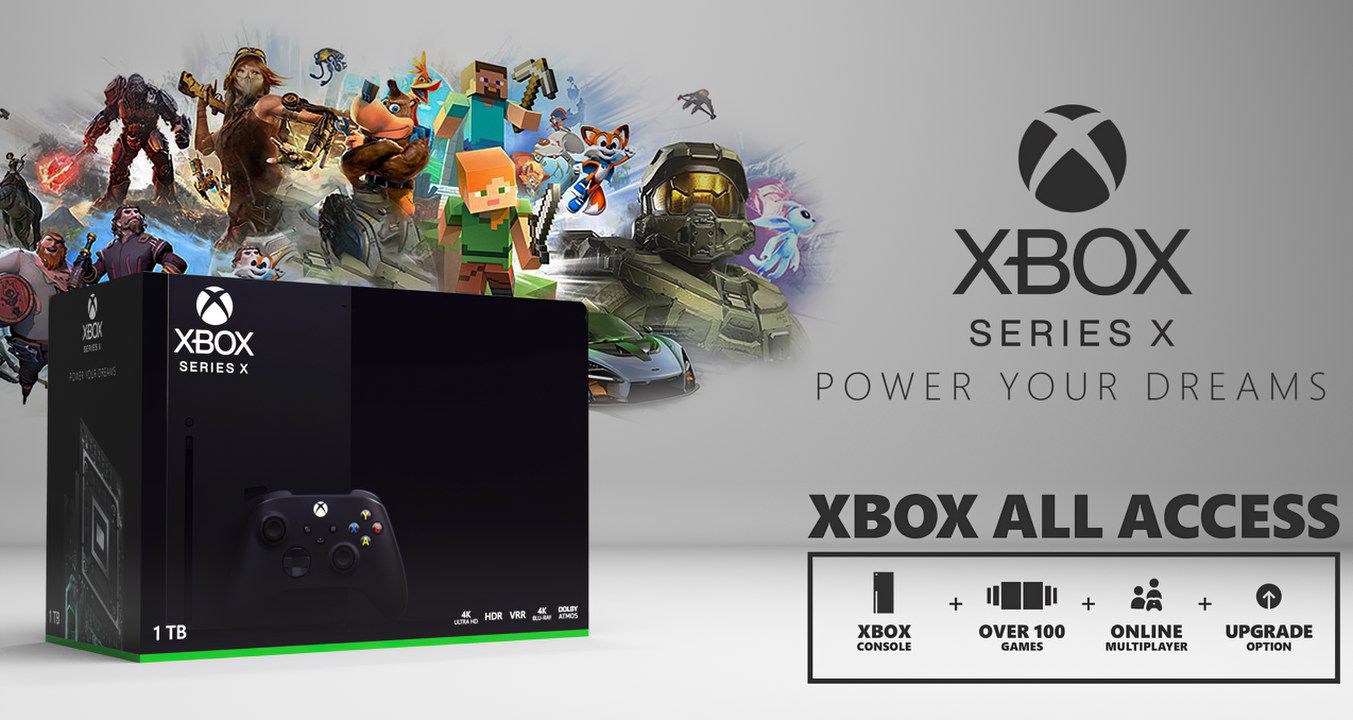 XBOX
SERIES X
POWER YOUR DREAMS
1 TB
XBOX
SERIES X
Y
X
B
A
1 TB
4K
ULTRA HD
HDR
VRR
4K
BLU-RAY
DOLBY
ATMOS
XBOX
SERIES X
POWER YOUR DREAMS
XBOX ALL ACCESS
XBOX
CONSOLE
+
OVER 100
GAMES
+
ONLINE
MULTIPLAYER
+
UPGRADE
OPTION